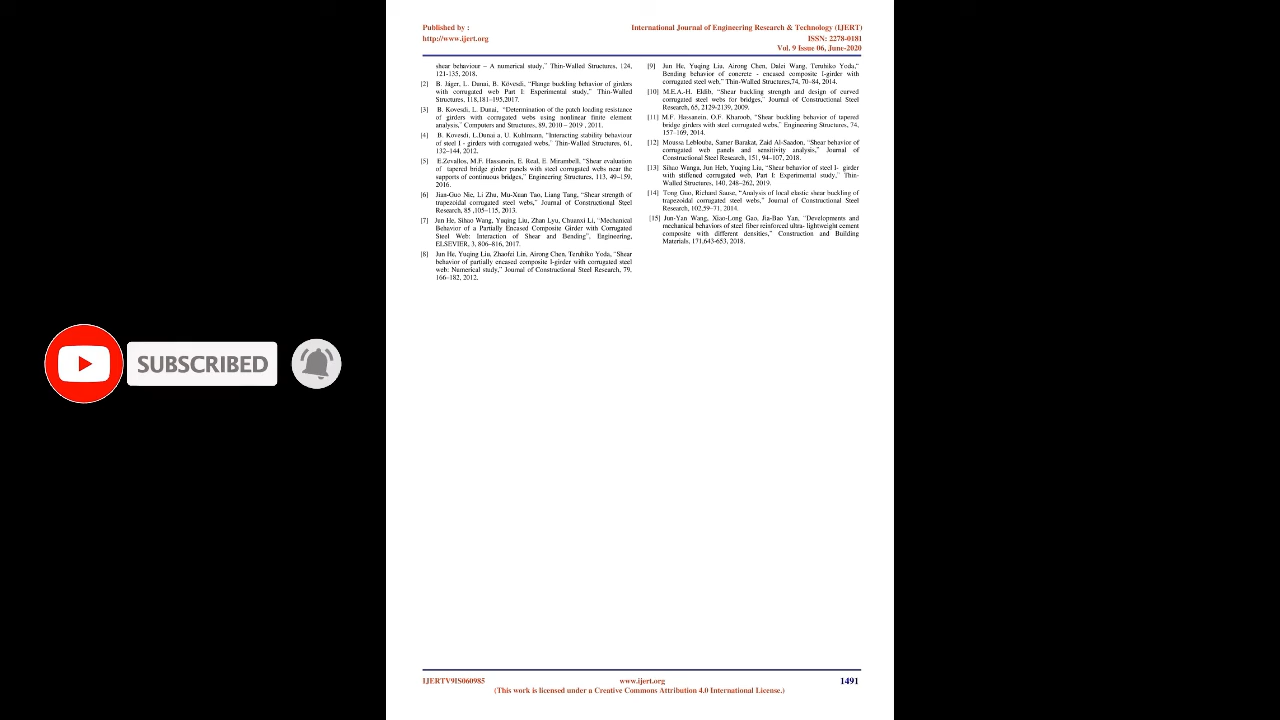 Published by :
http://www.ijert.org
International Journal of Engineering Research & Technology (IJERT)
ISSN: 2278-0181
Vol. 9 Issue 06, June-2020
shear behaviour – A numerical study,” Thin-Walled Structures, 124,
121-135, 2018.
[2] B. Jáger, L. Dunai, B. Kövesdi, “Flange buckling behavior of girders
with corrugated web Part I: Experimental study,” Thin-Walled
Structures, 118,181–195,2017.
[3] B. Kovesdi, L. Dunai, “Determination of the patch loading resistance
of girders with corrugated webs using nonlinear finite element
analysis,” Computers and Structures, 89, 2010 – 2019 , 2011.
[4] B. Kovesdi, L.Dunai a, U. Kuhlmann, “Interacting stability behaviour
of steel I - girders with corrugated webs,” Thin-Walled Structures, 61,
132–144, 2012.
[5] E.Zevallos, M.F. Hassanein, E. Real, E. Mirambell, “Shear evaluation
of tapered bridge girder panels with steel corrugated webs near the
supports of continuous bridges,” Engineering Structures, 113, 49–159,
2016.
[6] Jian-Guo Nie, Li Zhu, Mu-Xuan Tao, Liang Tang, “Shear strength of
trapezoidal corrugated steel webs,” Journal of Constructional Steel
Research, 85 ,105–115, 2013.
[7] Jun He, Sihao Wang, Yuqing Liu, Zhan Lyu, Chuanxi Li, “Mechanical
Behavior of a Partially Encased Composite Girder with Corrugated
Steel Web: Interaction of Shear and Bending”, Engineering,
ELSEVIER, 3, 806–816, 2017.
[8] Jun He, Yuqing Liu, Zhaofei Lin, Airong Chen, Teruhiko Yoda, “Shear
behavior of partially encased composite I-girder with corrugated steel
web: Numerical study,” Journal of Constructional Steel Research, 79,
166–182, 2012.
[9] Jun He, Yuqing Liu, Airong Chen, Dalei Wang, Teruhiko Yoda,“
Bending behavior of concrete - encased composite I-girder with
corrugated steel web,” Thin-Walled Structures,74, 70–84, 2014.
[10] M.E.A.-H. Eldib, “Shear buckling strength and design of curved
corrugated steel webs for bridges,” Journal of Constructional Steel
Research, 65, 2129-2139, 2009.
[11] M.F. Hassanein, O.F. Kharoob, “Shear buckling behavior of tapered
bridge girders with steel corrugated webs,” Engineering Structures, 74,
157–169, 2014.
[12] Moussa Leblouba, Samer Barakat, Zaid Al-Saadon, “Shear behavior of
corrugated web panels and sensitivity analysis,” Journal of
Constructional Steel Research, 151, 94–107, 2018.
[13] Sihao Wanga, Jun Heb, Yuqing Liu, “Shear behavior of steel I- girder
with stiffened corrugated web, Part I: Experimental study,” Thin-
Walled Structures, 140, 248–262, 2019.
[14] Tong Guo, Richard Sause, “Analysis of local elastic shear buckling of
trapezoidal corrugated steel webs,” Journal of Constructional Steel
Research, 102,59–71, 2014.
[15] Jun-Yan Wang, Xiao-Long Gao, Jia-Bao Yan, “Developments and
mechanical behaviors of steel fiber reinforced ultra- lightweight cement
composite with different densities,” Construction and Building
Materials, 171,643-653, 2018.
SUBSCRIBED
IJERTV9IS060985
www.ijert.org
1491
(This work is licensed under a Creative Commons Attribution 4.0 International License.)